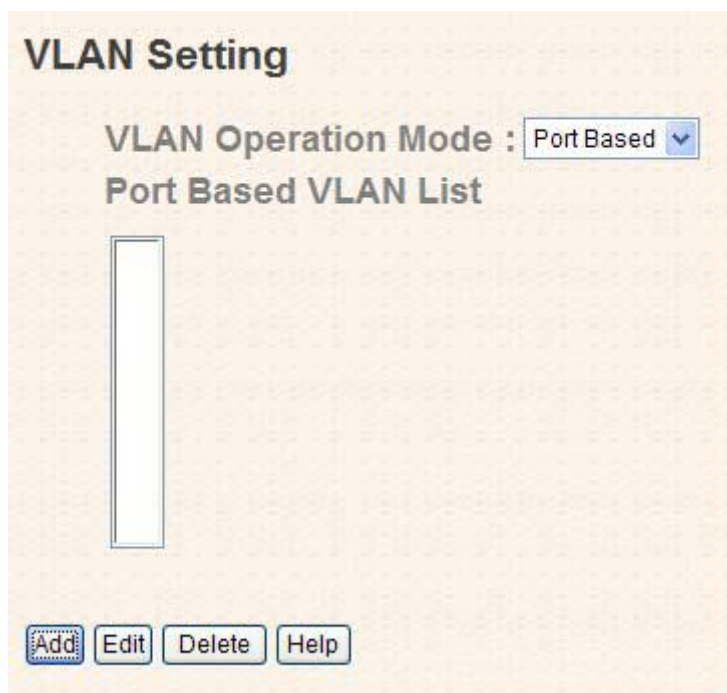 VLAN Setting
VLAN Operation Mode : Port Based
Port Based VLAN List
Add Edit Delete Help